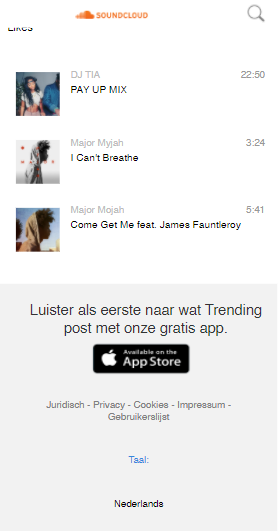 SOUNDCLOUD
Likes
DJ TIA 22:50
PAY UP MIX
Major Myjah 3:24
I Can't Breathe
Major Mojah 5:41
Come Get Me feat. James Fauntleroy
Luister als eerste naar wat Trending
post met onze gratis app.
Available on the
App Store
Juridisch - Privacy - Cookies - Impressum -
Gebruikerslijst
Taal:
Nederlands